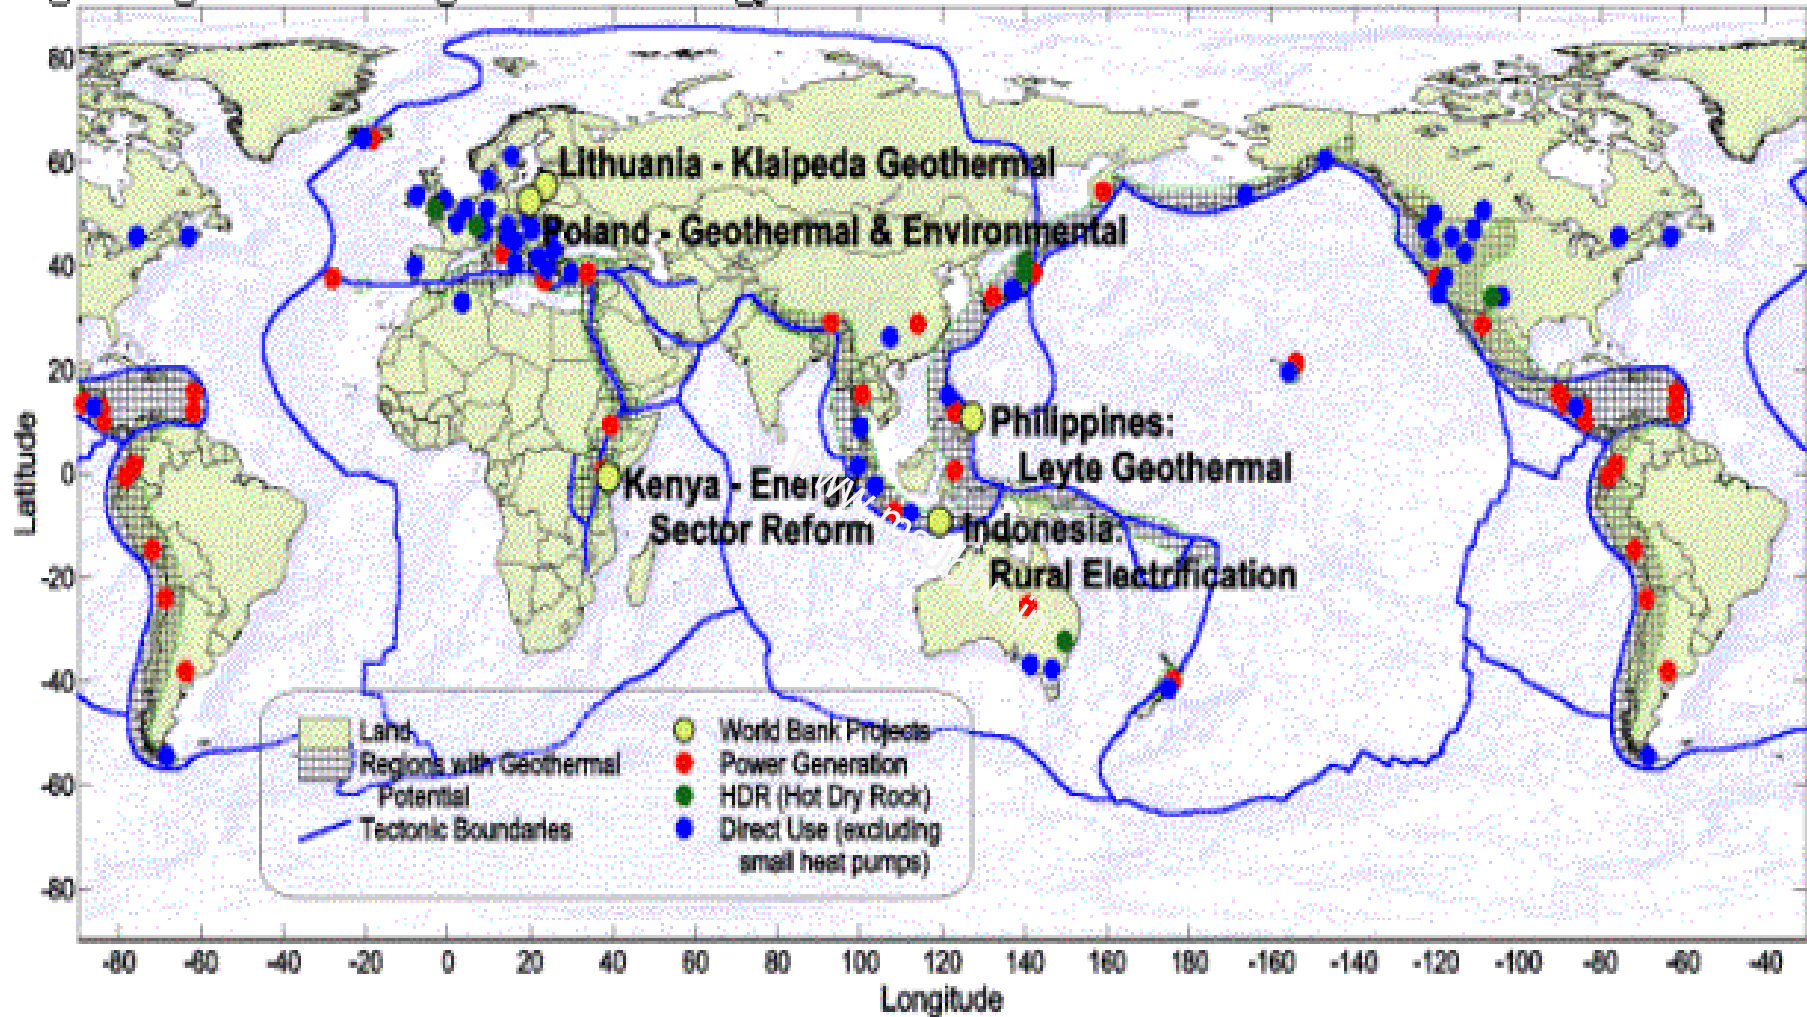 80
60
40
20
0
-20
-40
-60
-80
Latitude
Lithuania - Klaipeda Geothermal
Poland - Geothermal & Environmental
Philippines:
Leyte Geothermal
Kenya - Energy
Sector Reform
Indonesia:
Rural Electrification
Land
Regions with Geothermal
Potential
Tectonic Boundaries
World Bank Projects
Power Generation
HDR (Hot Dry Rock)
Direct Use (excluding
small heat pumps)
-80 -60 -40 -20 0 20 40 60 80 100 120 140 160 180 -160 -140 -120 -100 -80 -60 -40
Longitude